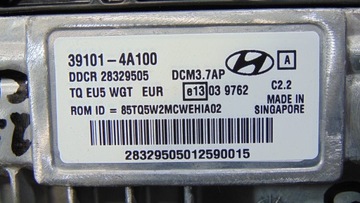 39101-4A100
A
DDCR 28329505 DCM3.7AP
TQ EU5 WGT EUR e13 03 9762 C2.2
MADE IN
ROM ID = 85TQ5W2MCWEHIA02 SINGAPORE
28329505012590015